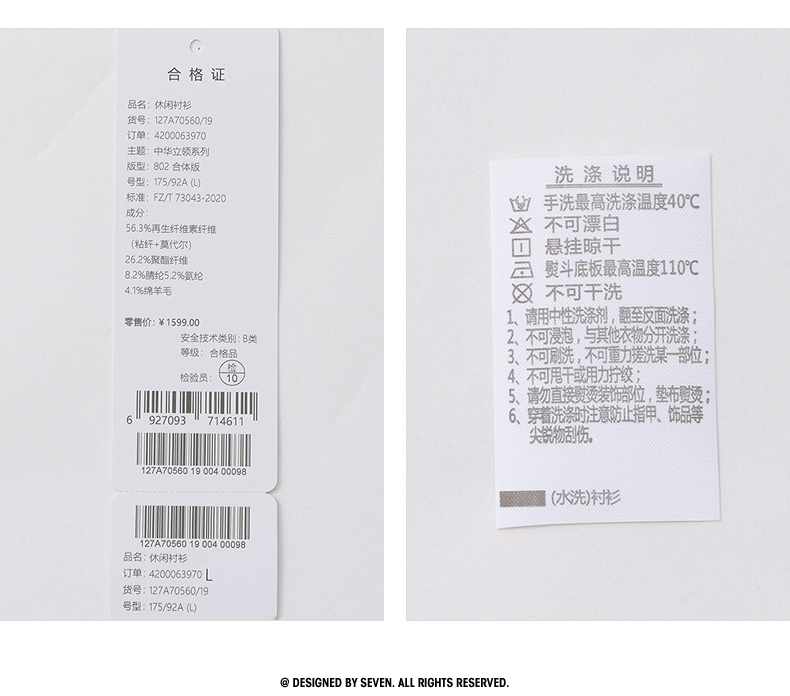 合格证
品名：休闲衬衫
货号：127A70560/19
订单：4200063970
主题：中华立领系列
版型：802 合体版
号型：175/92A (L)
标准：FZ/T 73043-2020
成分：
56.3%再生纤维素纤维
（粘纤+莫代尔）
26.2%聚酯纤维
8.2%腈纶5.2%氨纶
4.1%绵羊毛
零售价：￥1599.00
安全技术类别：B类
等级：合格品
检验员：检
10
6 927093 714611
127A70560 19 004 00098
127A70560 19 004 00098
品名：休闲衬衫
订单：4200063970 L
货号：127A70560/19
号型：175/92A (L)
洗涤说明
手洗最高洗涤温度40℃
不可漂白
悬挂晾干
熨斗底板最高温度110℃
不可干洗
1、请用中性洗涤剂，翻至反面洗涤；
2、不可浸泡，与其他衣物分开洗涤；
3、不可刷洗，不可重力搓洗某一部位；
4、不可甩干或用力拧绞；
5、请勿直接熨烫装饰部位，垫布熨烫；
6、穿着洗涤时注意防止指甲、饰品等
尖锐物刮伤。
(水洗)衬衫
@ DESIGNED BY SEVEN. ALL RIGHTS RESERVED.